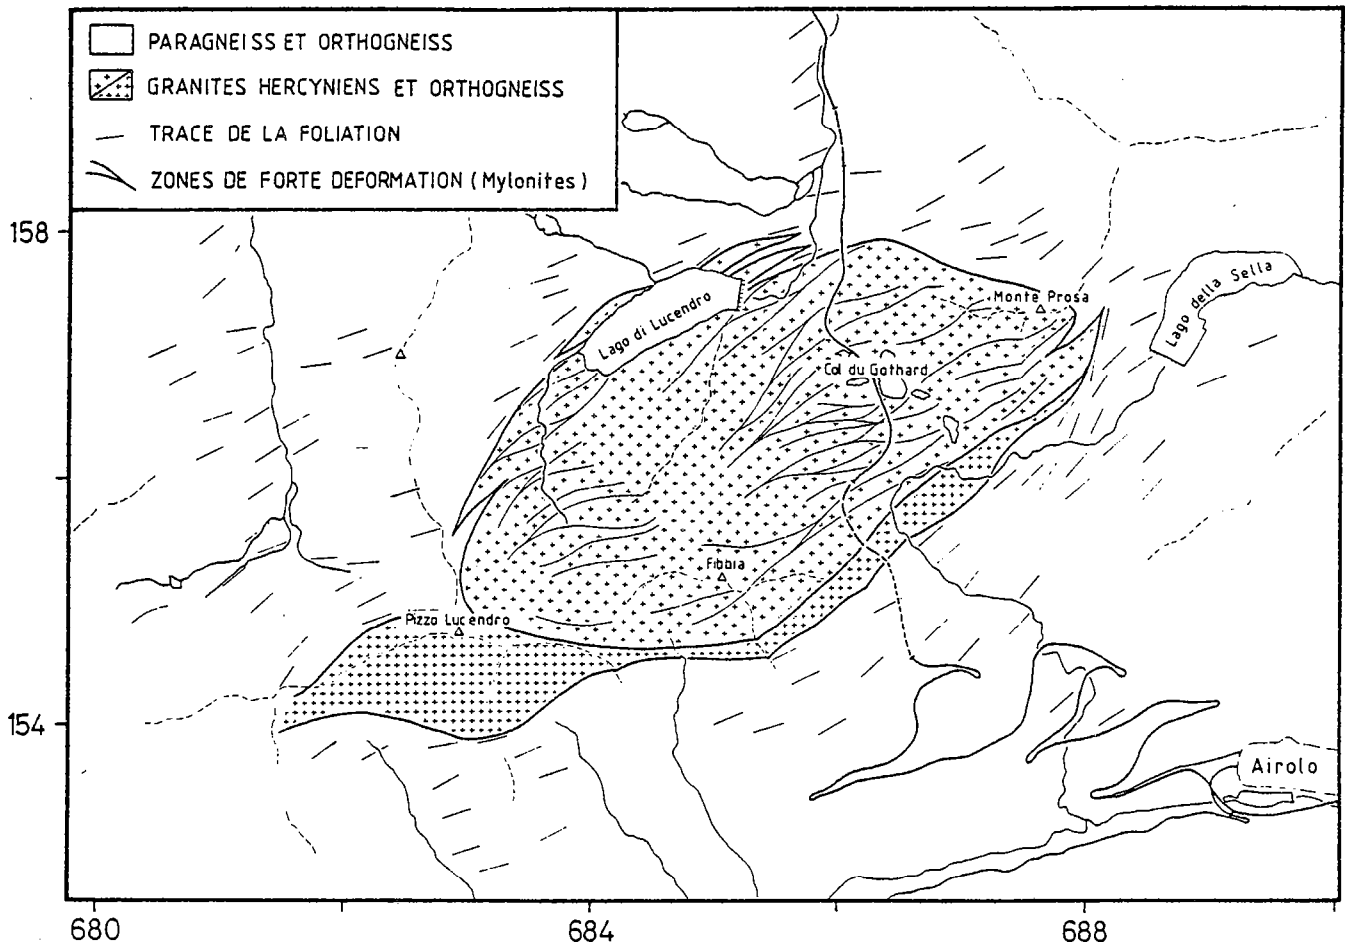 PARAGNEISS ET ORTHOGNEISS
GRANITES HERCYNIENS ET ORTHOGNEISS
TRACE DE LA FOLIATION
ZONES DE FORTE DEFORMATION (Mylonites)
158
Lago della Sella
Monte Prosa
Lago di Lucendro
Col du Gothard
Fibbia
Pizzo Lucendro
154
Airolo
680
684
688